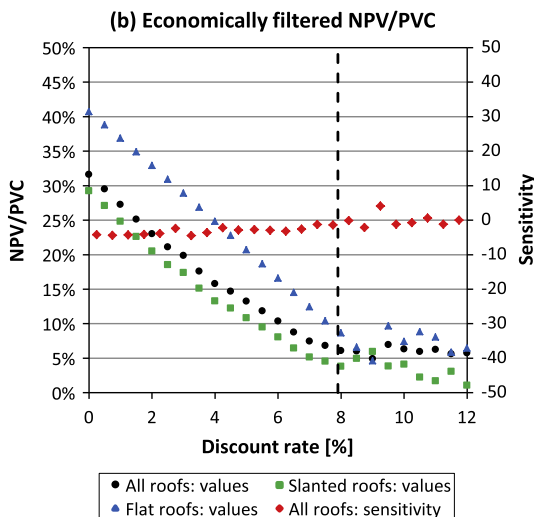 (b) Economically filtered NPV/PVC
50% 50
45% 40
40% 30
35% 20
30% 10
25% 0
20% -10
15% -20
10% -30
5% -40
0% -50
NPV/PVC
Sensitivity
0 2 4 6 8 10 12
Discount rate [%]
All roofs: values Slanted roofs: values
Flat roofs: values All roofs: sensitivity